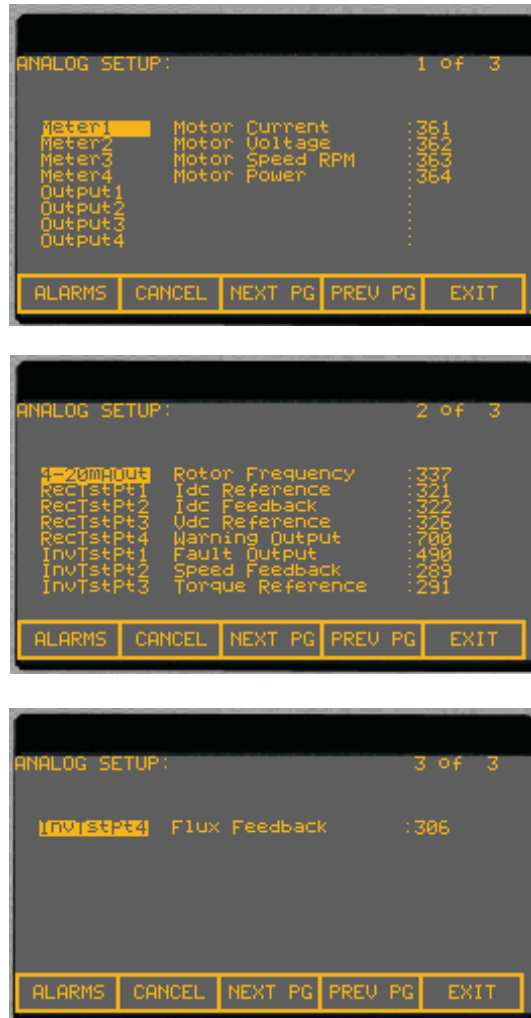 ANALOG SETUP: 1 of 3
Meter1 Motor Current :361
Meter2 Motor Voltage :362
Meter3 Motor Speed RPM :363
Meter4 Motor Power :364
Output1 :
Output2 :
Output3 :
Output4 :
ALARMS CANCEL NEXT PG PREV PG EXIT
ANALOG SETUP: 2 of 3
4-20mAOut Rotor Frequency :337
RecTstPt1 Idc Reference :321
RecTstPt2 Idc Feedback :322
RecTstPt3 Vdc Reference :326
RecTstPt4 Warning Output :700
InvTstPt1 Fault Output :490
InvTstPt2 Speed Feedback :289
InvTstPt3 Torque Reference :291
ALARMS CANCEL NEXT PG PREV PG EXIT
ANALOG SETUP: 3 of 3
InvTstPt4 Flux Feedback :306
ALARMS CANCEL NEXT PG PREV PG EXIT